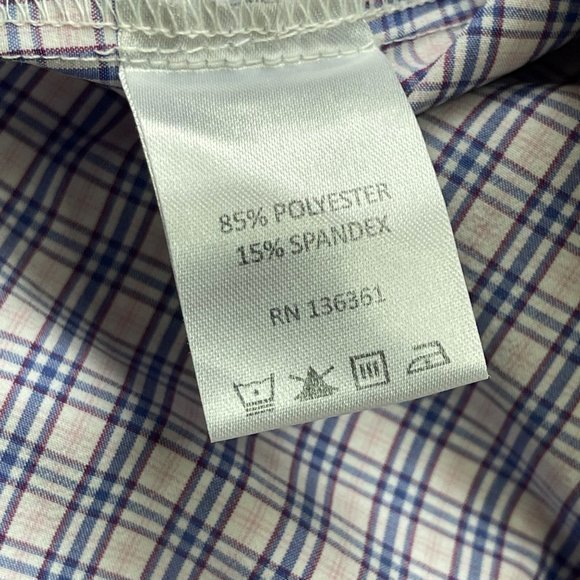 85% POLYESTER
15% SPANDEX
RN 136361